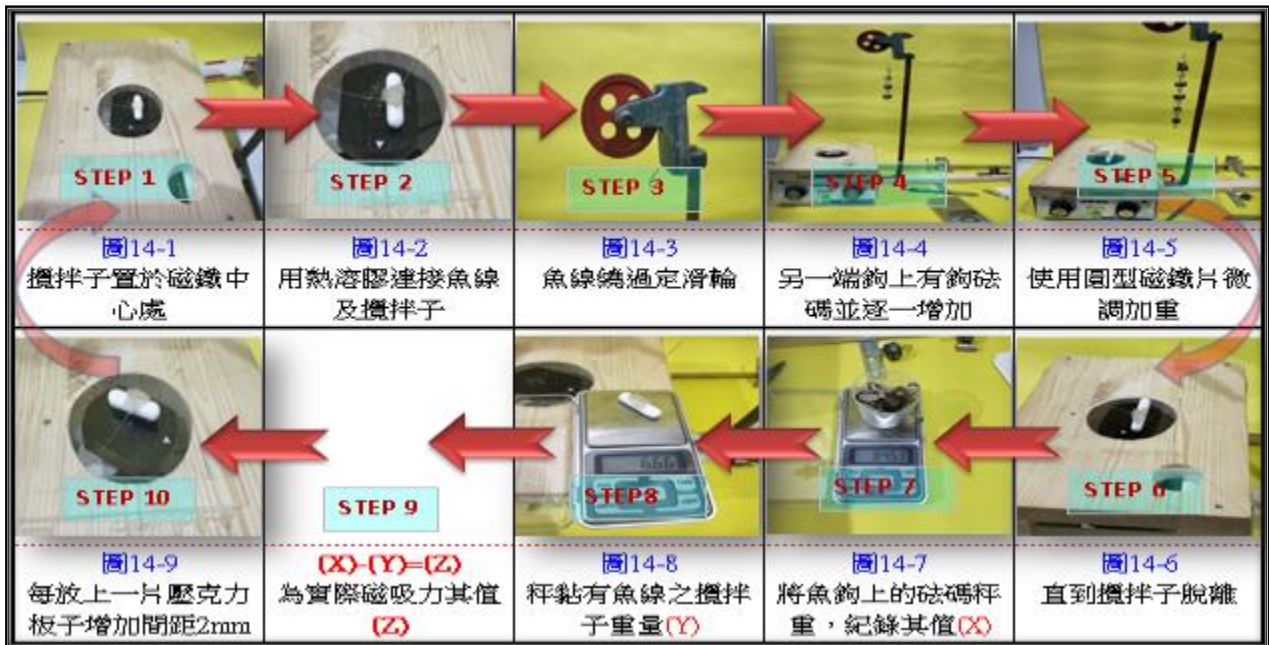 STEP 1
圖14-1
攪拌子置於磁鐵中
心處
STEP 2
圖14-2
用熱溶膠連接魚線
及攪拌子
STEP 3
圖14-3
魚線繞過定滑輪
STEP 4
圖14-4
另一端鉤上有鉤砝
碼並逐一增加
STEP 5
圖14-5
使用圓型磁鐵片微
調加重
STEP 6
圖14-6
直到攪拌子脫離
STEP 7
圖14-7
將魚鉤上的砝碼秤
重，紀錄其值(X)
STEP8
圖14-8
秤黏有魚線之攪拌
子重量(Y)
STEP 9
(X)-(Y)=(Z)
為實際磁吸力其值
(Z)
STEP 10
圖14-9
每放上一片壓克力
板子增加間距2mm